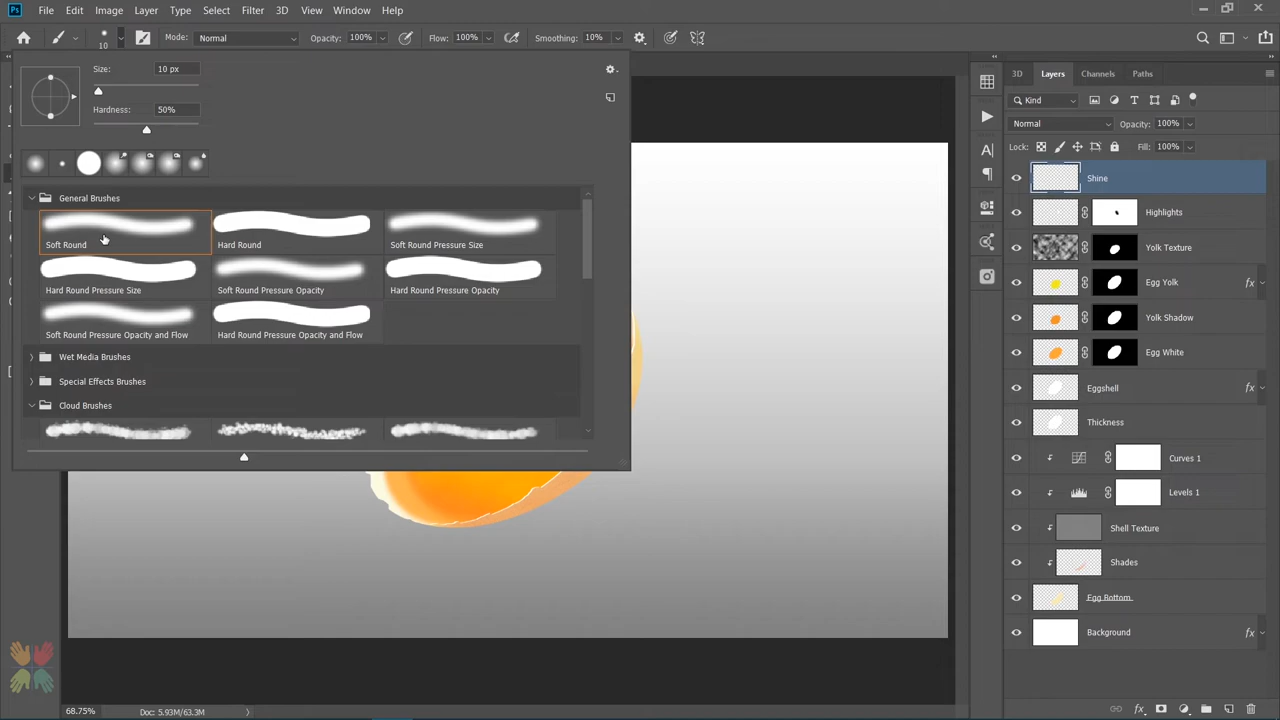 Ps File Edit Image Layer Type Select Filter 3D View Window Help
10 Mode: Normal Opacity: 100% Flow: 100% Smoothing: 10%
Size: 10 px
Hardness: 50%
General Brushes
Soft Round Hard Round Soft Round Pressure Size
Hard Round Pressure Size Soft Round Pressure Opacity Hard Round Pressure Opacity
Soft Round Pressure Opacity and Flow Hard Round Pressure Opacity and Flow
Wet Media Brushes
Special Effects Brushes
Cloud Brushes
3D Layers Channels Paths
Kind
Normal Opacity: 100%
Lock: Fill: 100%
Shine
Highlights
Yolk Texture
Egg Yolk fx
Yolk Shadow
Egg White
Eggshell fx
Thickness
Curves 1
Levels 1
Shell Texture
Shades
Egg Bottom
Background fx
68.75% Doc: 5.93M/63.3M